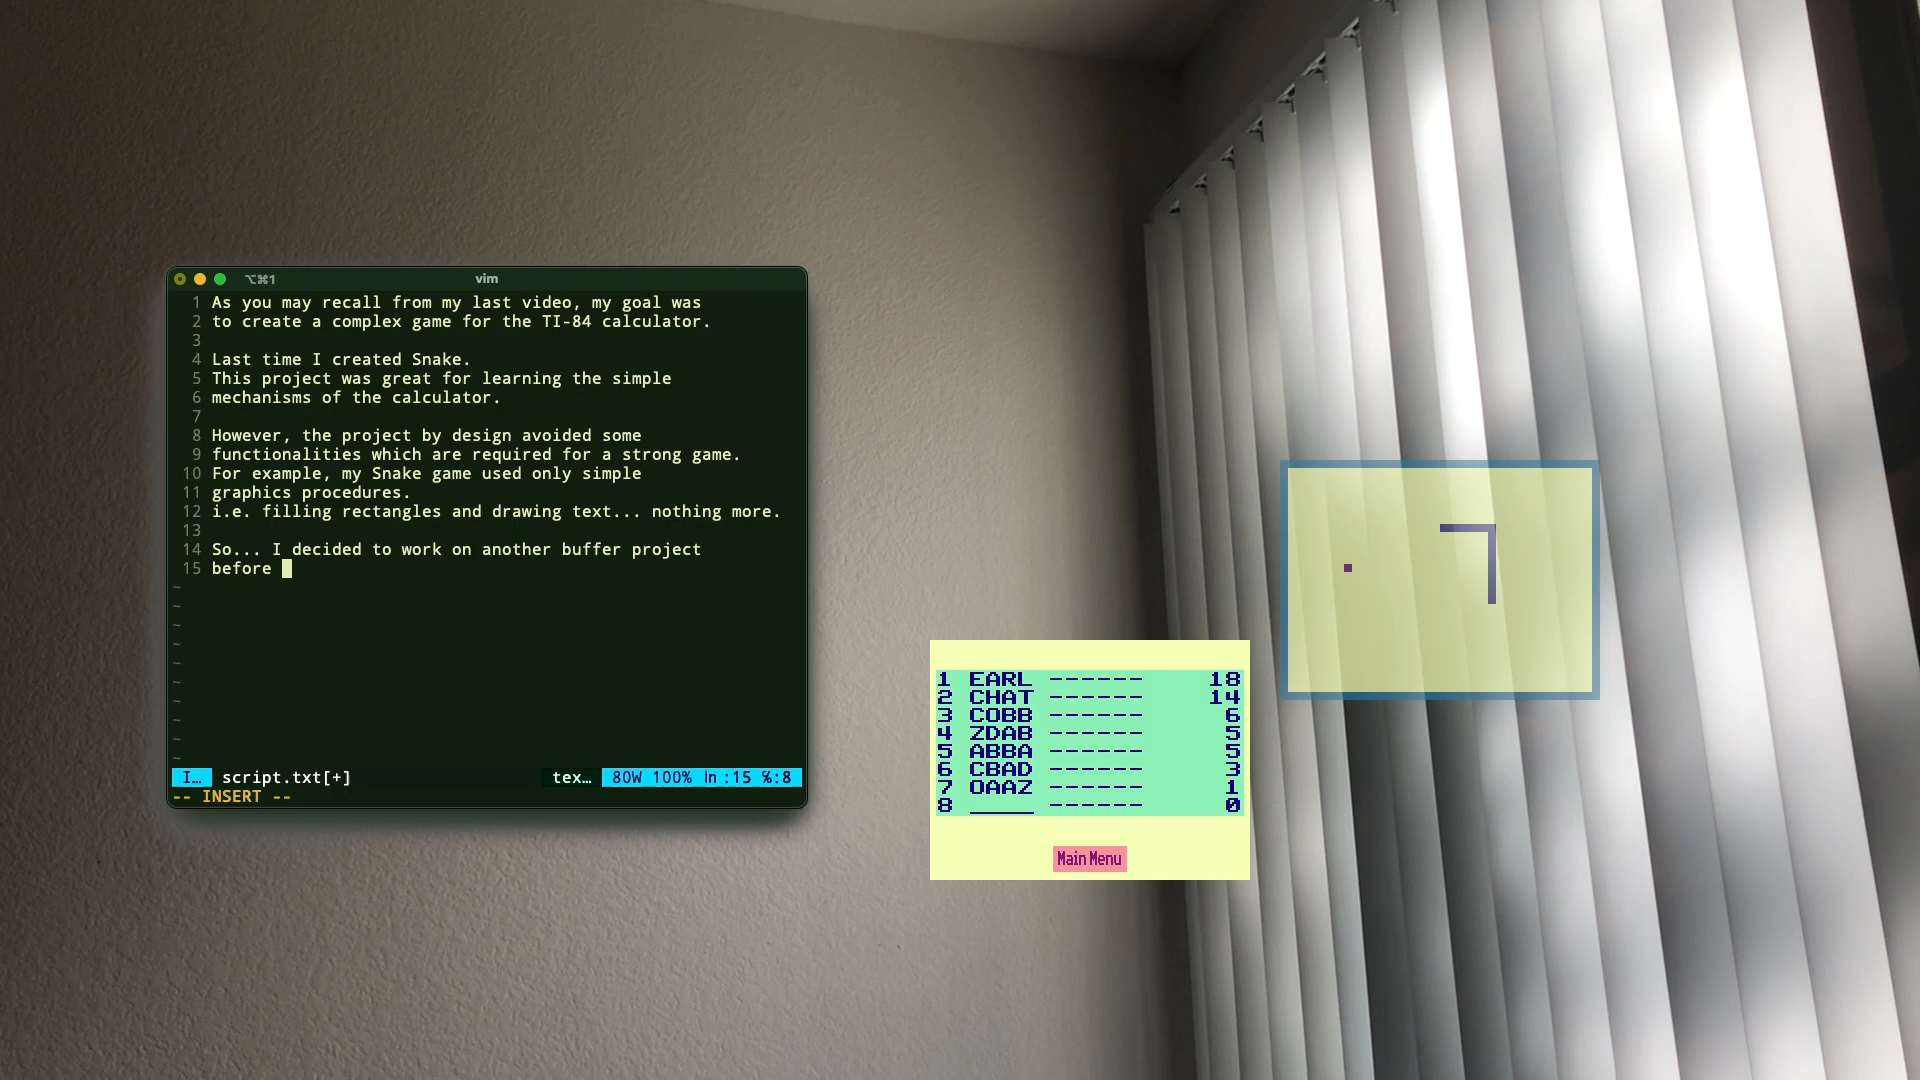 ⌥⌘1 vim
1 As you may recall from my last video, my goal was
2 to create a complex game for the TI-84 calculator.
3
4 Last time I created Snake.
5 This project was great for learning the simple
6 mechanisms of the calculator.
7
8 However, the project by design avoided some
9 functionalities which are required for a strong game.
10 For example, my Snake game used only simple
11 graphics procedures.
12 i.e. filling rectangles and drawing text... nothing more.
13
14 So... I decided to work on another buffer project
15 before
~
~
~
~
~
~
~
~
~
~
I… script.txt[+] tex… 80W 100% ln :15 %:8
-- INSERT --
1 EARL ------ 18
2 CHAT ------ 14
3 COBB ------ 6
4 ZDAB ------ 5
5 ABBA ------ 5
6 CBAD ------ 3
7 OAAZ ------ 1
8 ____ ------ 0
Main Menu